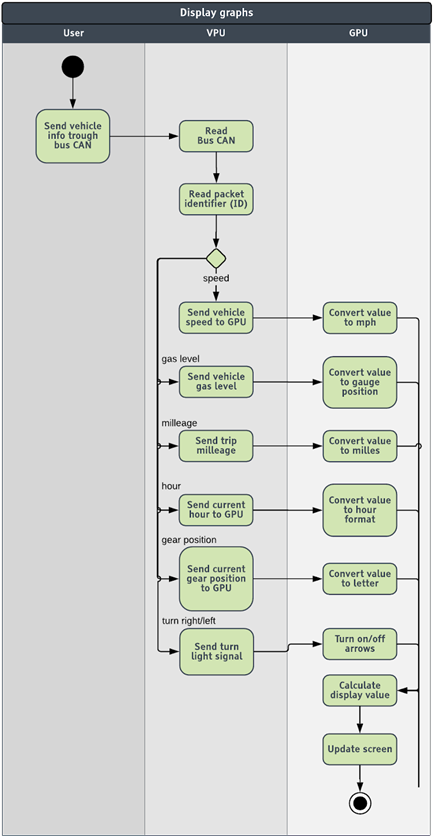 Display graphs
User
VPU
GPU
Send vehicle
info trough
bus CAN
Read
Bus CAN
Read packet
identifier (ID)
speed
Send vehicle
speed to GPU
Convert value
to mph
gas level
Send vehicle
gas level
Convert value
to gauge
position
milleage
Send trip
milleage
Convert value
to milles
hour
Send current
hour to GPU
Convert value
to hour
format
gear position
Send current
gear position
to GPU
Convert value
to letter
turn right/left
Send turn
light signal
Turn on/off
arrows
Calculate
display value
Update screen